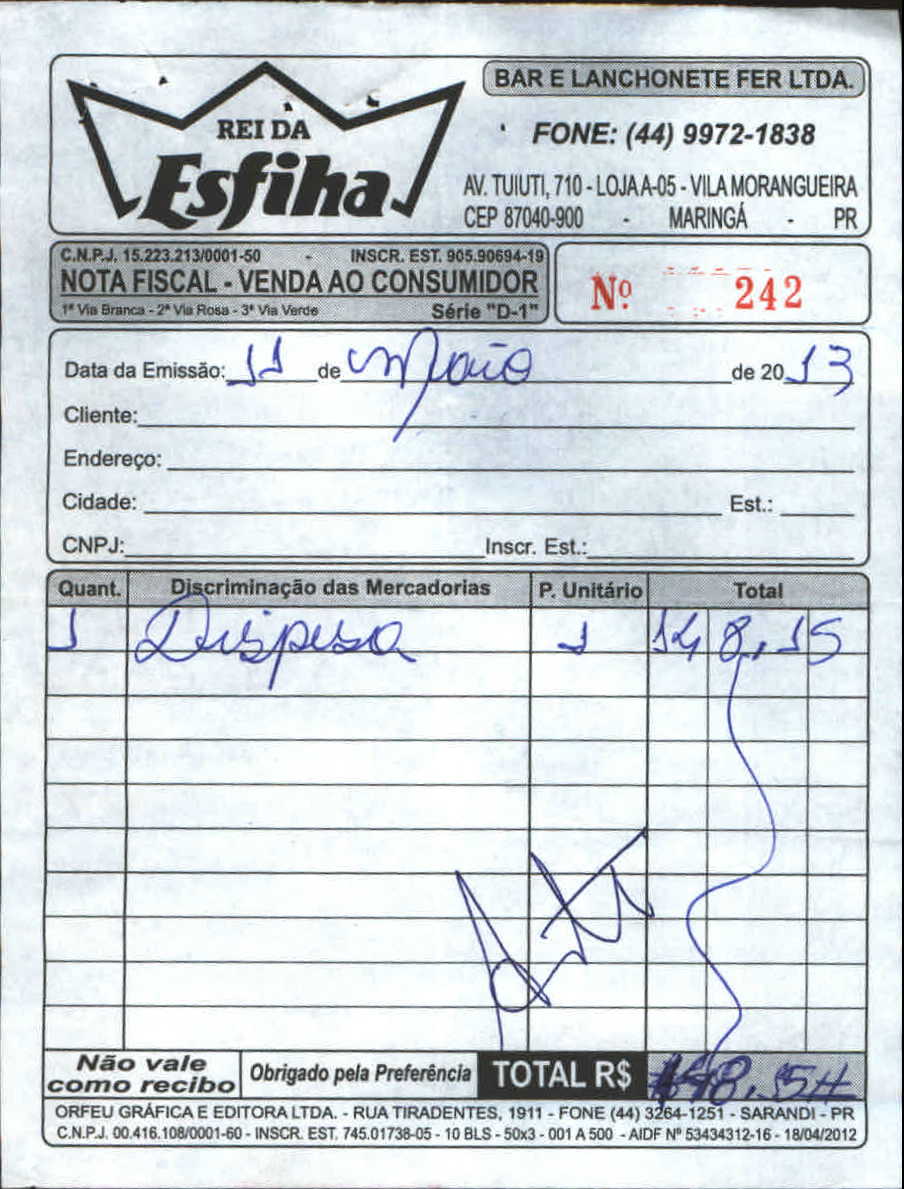 REI DA
Esfiha
BAR E LANCHONETE FER LTDA.
FONE: (44) 9972-1838
AV. TUIUTI, 710 - LOJA A-05 - VILA MORANGUEIRA
CEP 87040-900 - MARINGÁ - PR
C.N.P.J. 15.223.213/0001-50 - INSCR. EST. 905.90694-19
NOTA FISCAL - VENDA AO CONSUMIDOR
1ª Via Branca - 2ª Via Rosa - 3ª Via Verde Série "D-1"
Nº 242
Data da Emissão: 11 de Maio de 2013
Cliente:
Endereço:
Cidade: Est.:
CNPJ: Inscr. Est.:
Quant. Discriminação das Mercadorias P. Unitário Total
1 Dispesa 1 148,15
Não vale
como recibo
Obrigado pela Preferência
TOTAL R$
ORFEU GRÁFICA E EDITORA LTDA. - RUA TIRADENTES, 1911 - FONE (44) 3264-1251 - SARANDI - PR
C.N.P.J. 00.416.108/0001-60 - INSCR. EST. 745.01738-05 - 10 BLS - 50x3 - 001 A 500 - AIDF Nº 53434312-16 - 18/04/2012